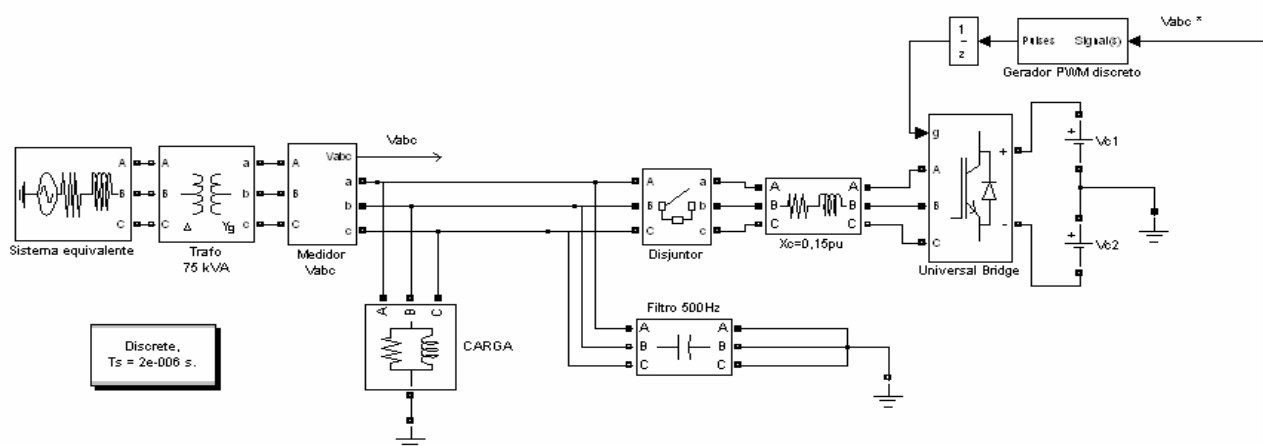 Vabc *
1
z
Pulses Signal(s)
Gerador PWM discreto
g
A
B
C
+
-
Universal Bridge
Vc1
Vc2
A
B
C
Sistema equivalente
A
B
C
a
b
c
Δ
Yg
Trafo
75 kVA
Vabc
A
B
C
a
b
c
Medidor
Vabc
Vabc
A
B
C
a
b
c
Disjuntor
A
B
C
A
B
C
Xc=0,15pu
Filtro 500Hz
A
B
C
A
B
C
A
B
C
CARGA
Discrete,
Ts = 2e-006 s.